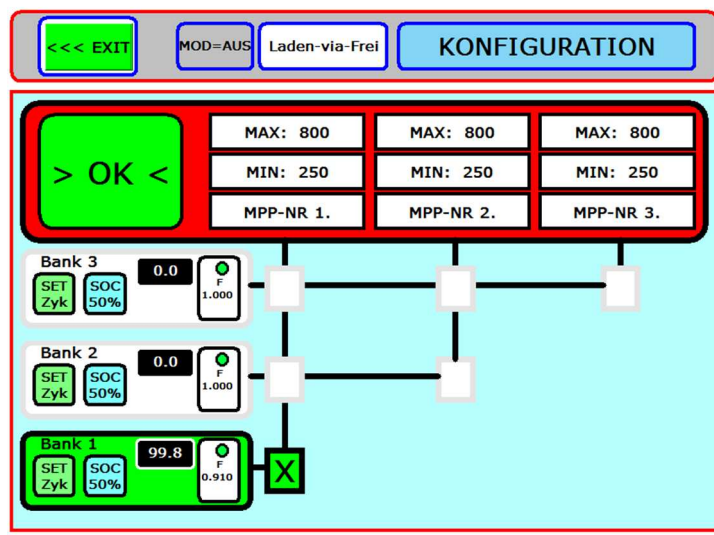 <<< EXIT
MOD=AUS
Laden-via-Frei
KONFIGURATION
> OK <
MAX: 800
MAX: 800
MAX: 800
MIN: 250
MIN: 250
MIN: 250
MPP-NR 1.
MPP-NR 2.
MPP-NR 3.
Bank 3
SET
Zyk
SOC
50%
0.0
F
1.000
Bank 2
SET
Zyk
SOC
50%
0.0
F
1.000
Bank 1
SET
Zyk
SOC
50%
99.8
F
0.910
X